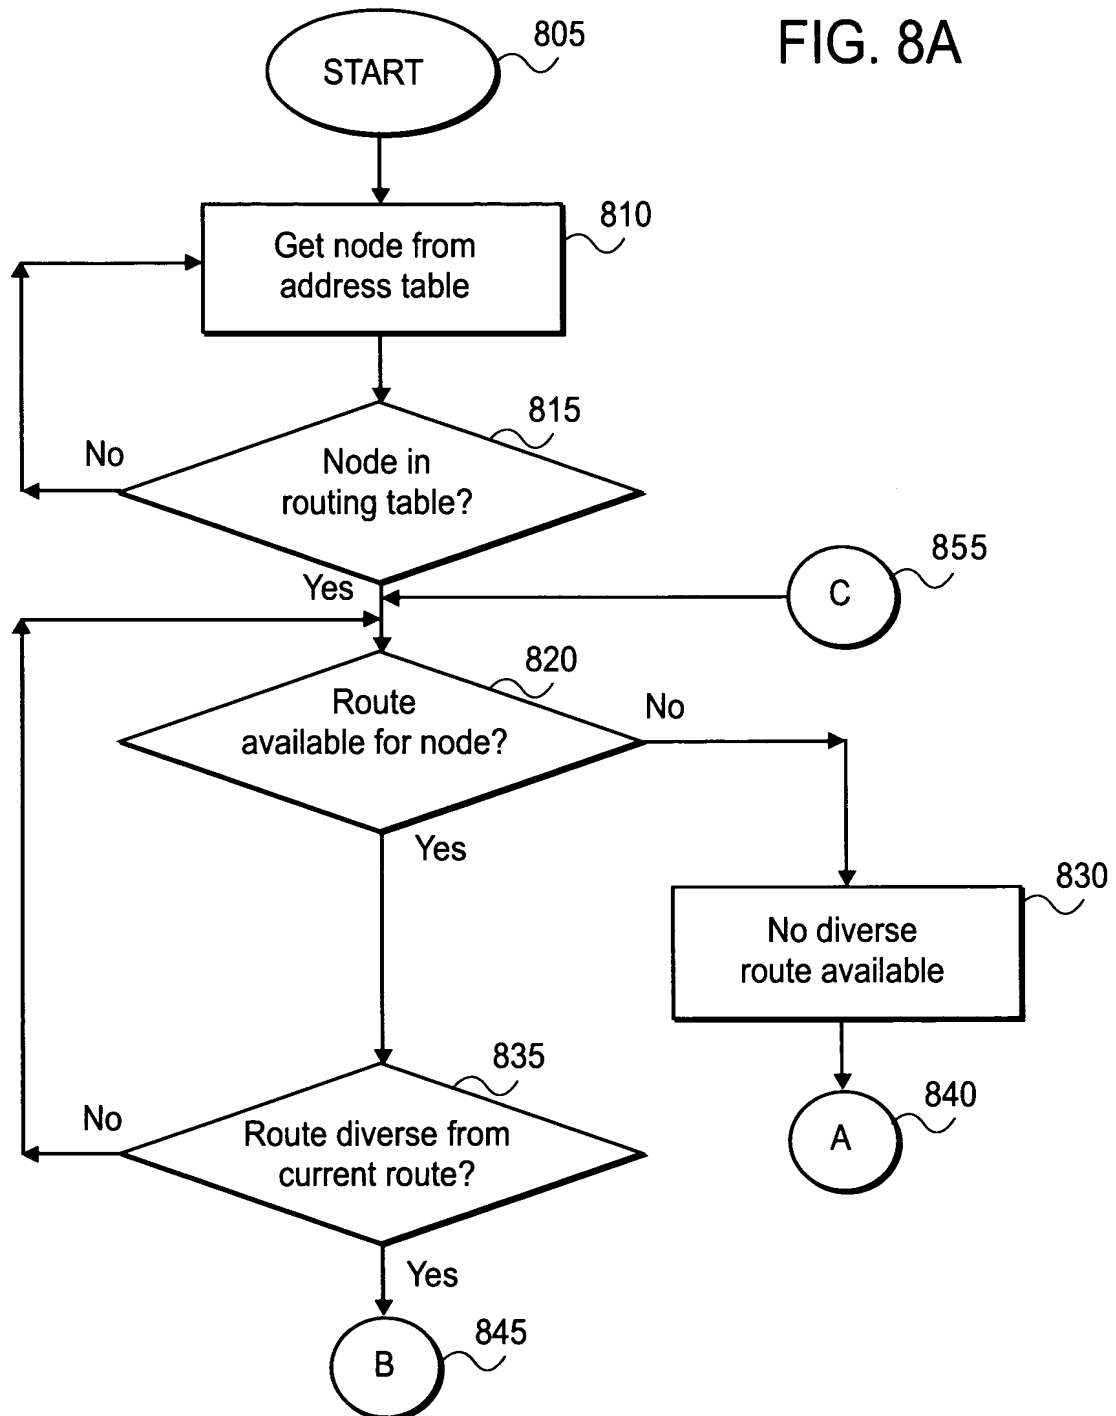 FIG. 8A
START
805
Get node from
address table
810
Node in
routing table?
815
No
Yes
C
855
Route
available for node?
820
No
Yes
No diverse
route available
830
A
840
Route diverse from
current route?
835
No
Yes
B
845